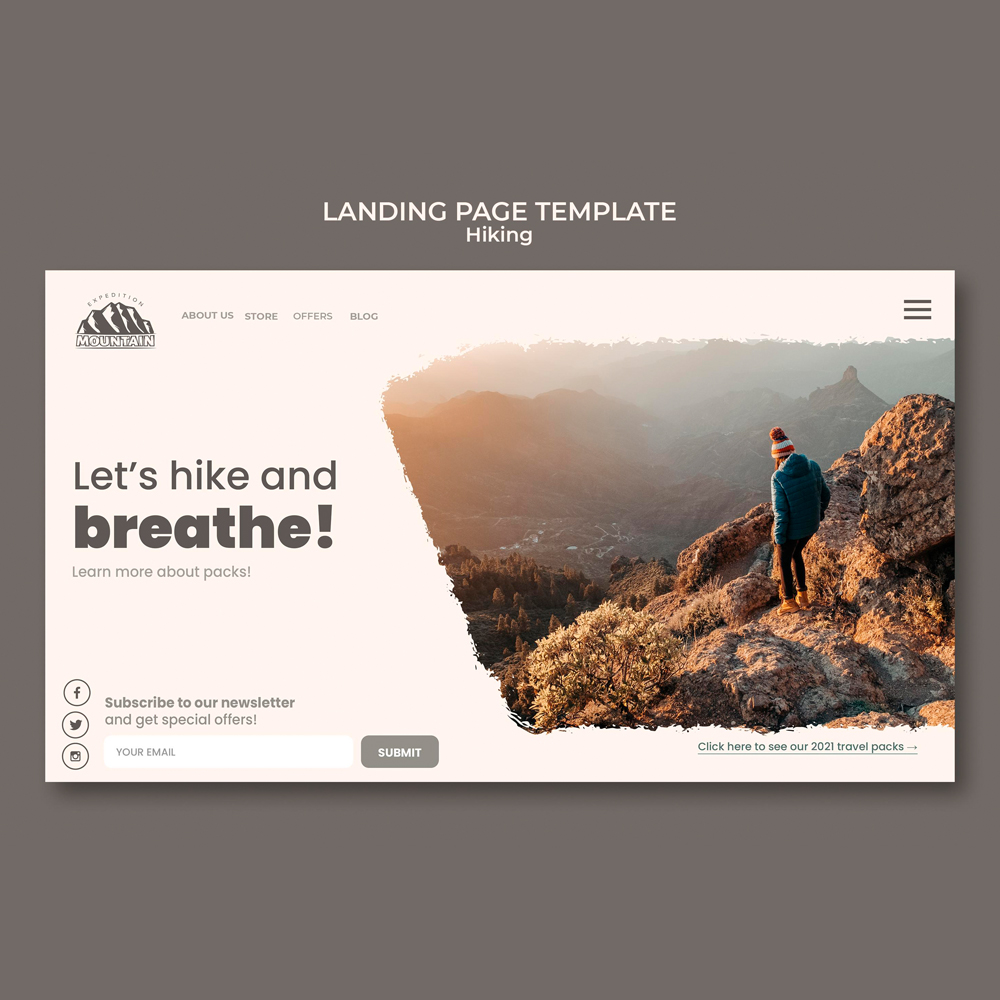 LANDING PAGE TEMPLATE
Hiking
EXPEDITION
MOUNTAIN
ABOUT US STORE OFFERS BLOG
Let’s hike and
breathe!
Learn more about packs!
Subscribe to our newsletter
and get special offers!
YOUR EMAIL SUBMIT
Click here to see our 2021 travel packs →